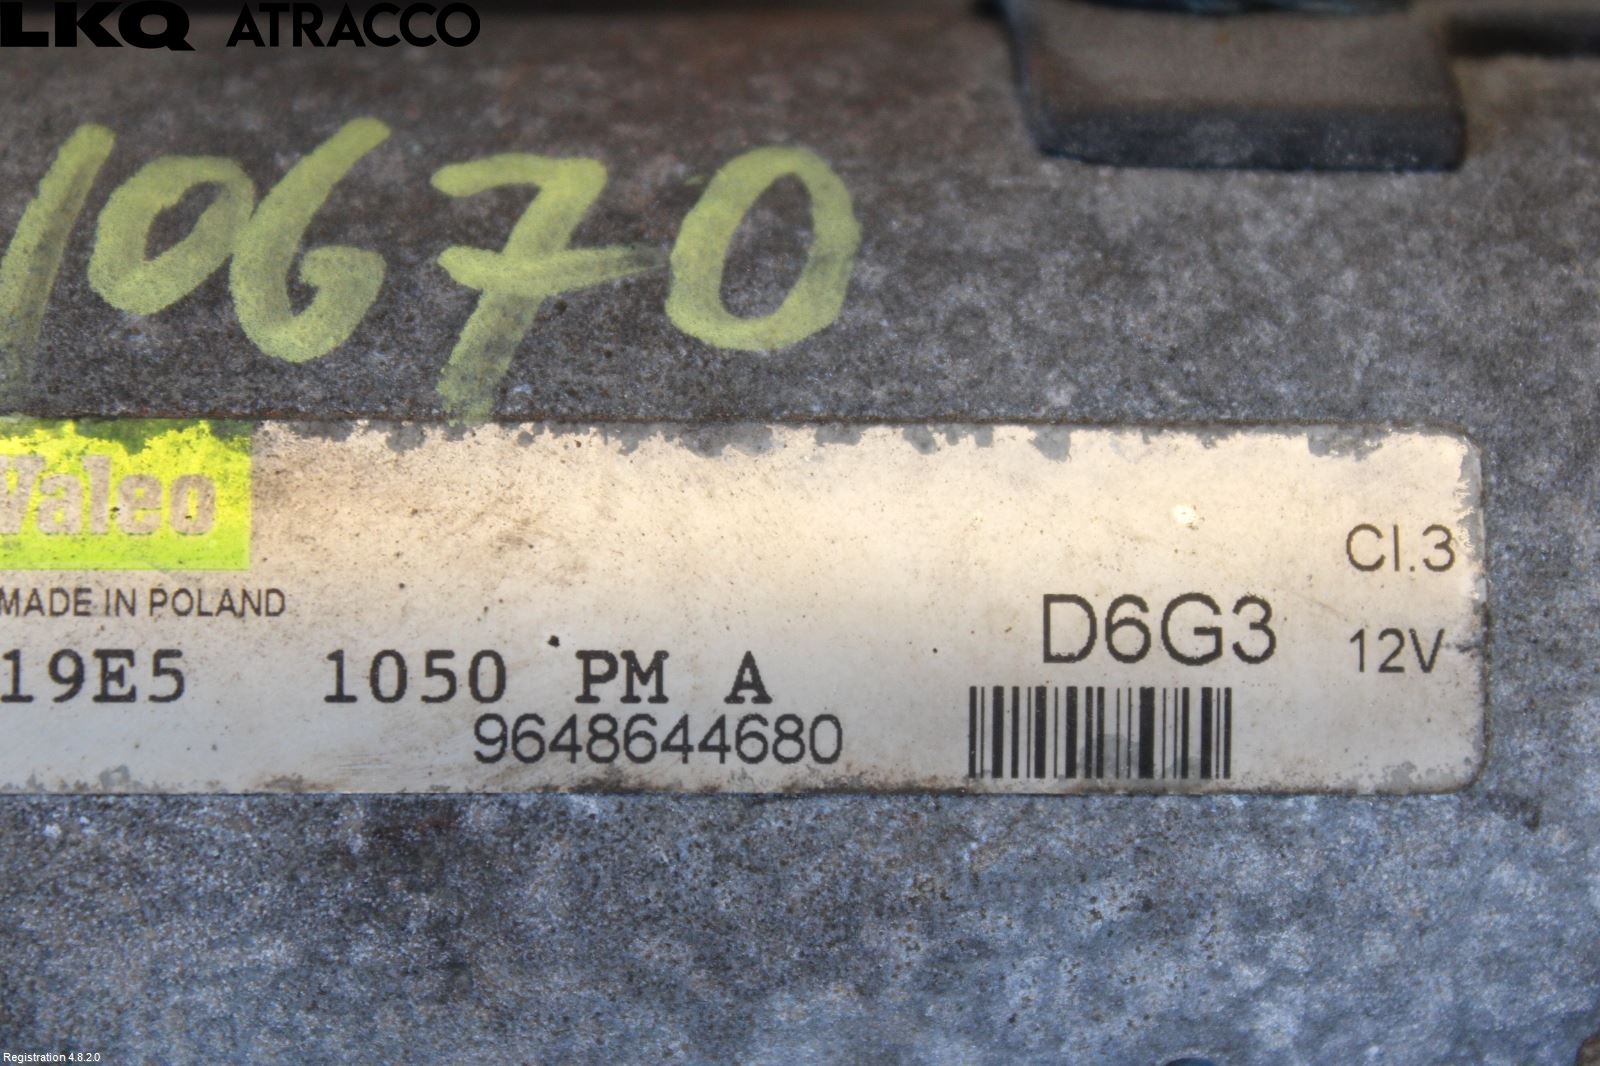 LKQ ATRACCO
10670
Valeo
CI.3
MADE IN POLAND
D6G3
12V
19E5 1050 PM A
9648644680
Registration 4.8.2.0